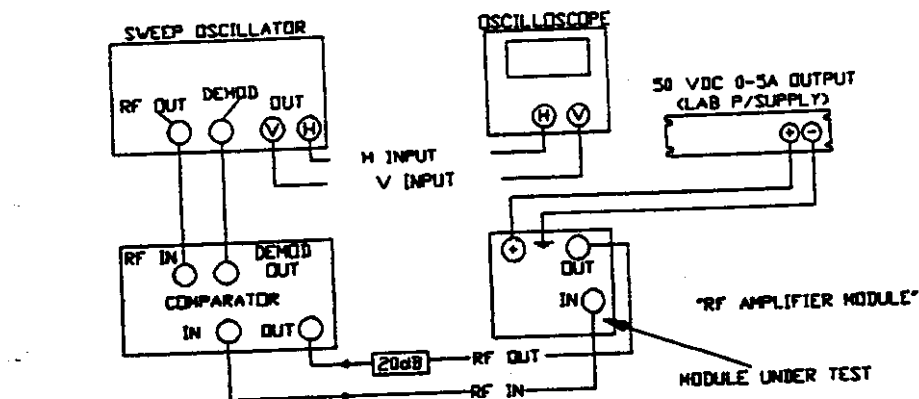 SWEEP OSCILLATOR
OSCILLOSCOPE
50 VDC 0-5A OUTPUT
(LAB P/SUPPLY)
RF OUT
DEMOD
OUT
V
H
H
V
+
-
H INPUT
V INPUT
RF IN
DEMOD
OUT
COMPARATOR
IN
OUT
+
OUT
IN
"RF AMPLIFIER MODULE"
20dB
RF OUT
RF IN
MODULE UNDER TEST